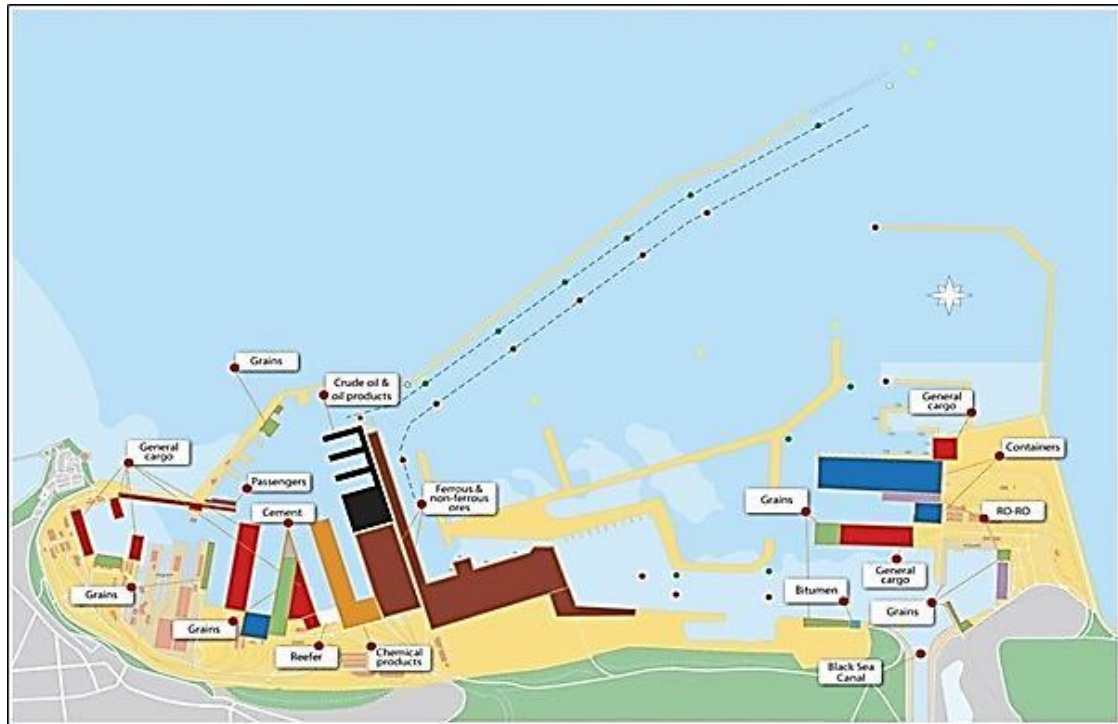 Grains
Crude oil &
oil products
General
cargo
General
cargo
Containers
Passengers
Ferrous &
non-ferrous
ores
Cement
Grains
RO-RO
General
cargo
Grains
Bitumen
Grains
Grains
Reefer
Chemical
products
Black Sea
Canal